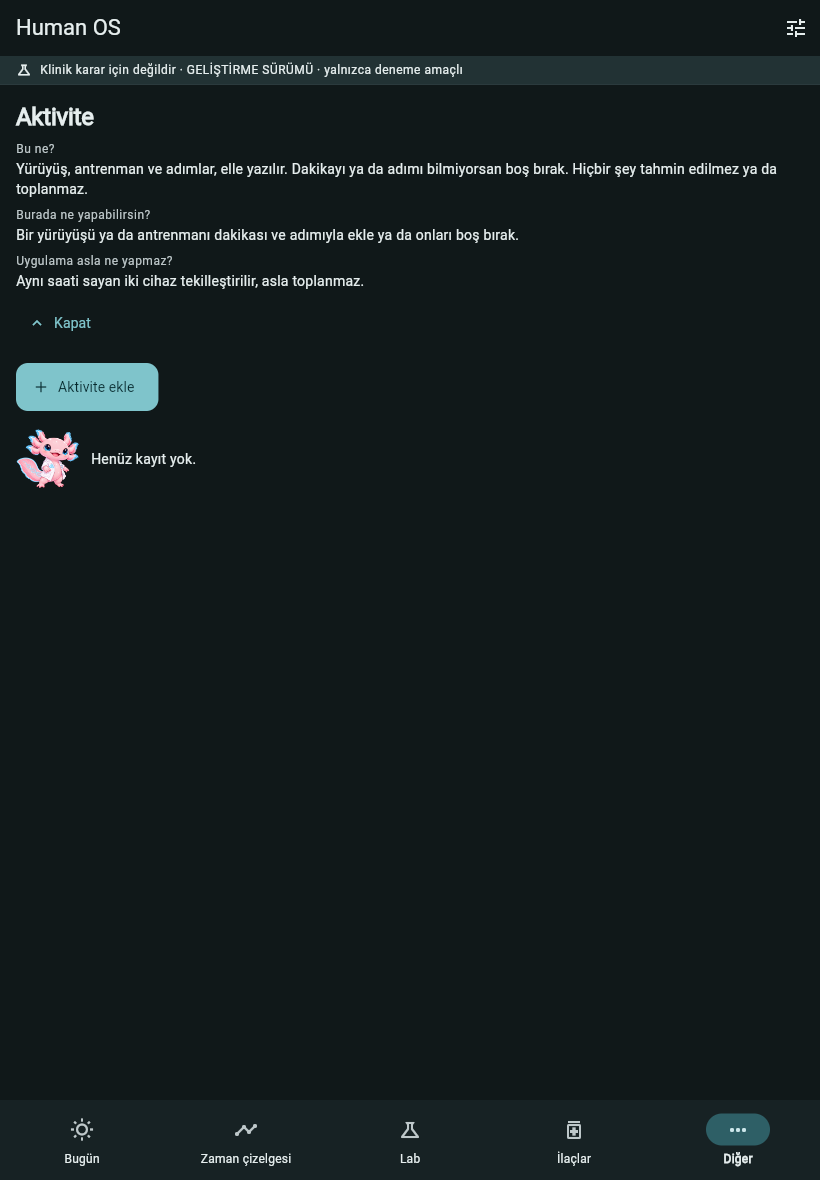 Human OS
Klinik karar için değildir · GELİŞTİRME SÜRÜMÜ · yalnızca deneme amaçlı
Aktivite
Bu ne?
Yürüyüş, antrenman ve adımlar, elle yazılır. Dakikayı ya da adımı bilmiyorsan boş bırak. Hiçbir şey tahmin edilmez ya da
toplanmaz.
Burada ne yapabilirsin?
Bir yürüyüşü ya da antrenmanı dakikası ve adımıyla ekle ya da onları boş bırak.
Uygulama asla ne yapmaz?
Aynı saati sayan iki cihaz tekilleştirilir, asla toplanmaz.
Kapat
Aktivite ekle
Henüz kayıt yok.
Bugün
Zaman çizelgesi
Lab
İlaçlar
Diğer